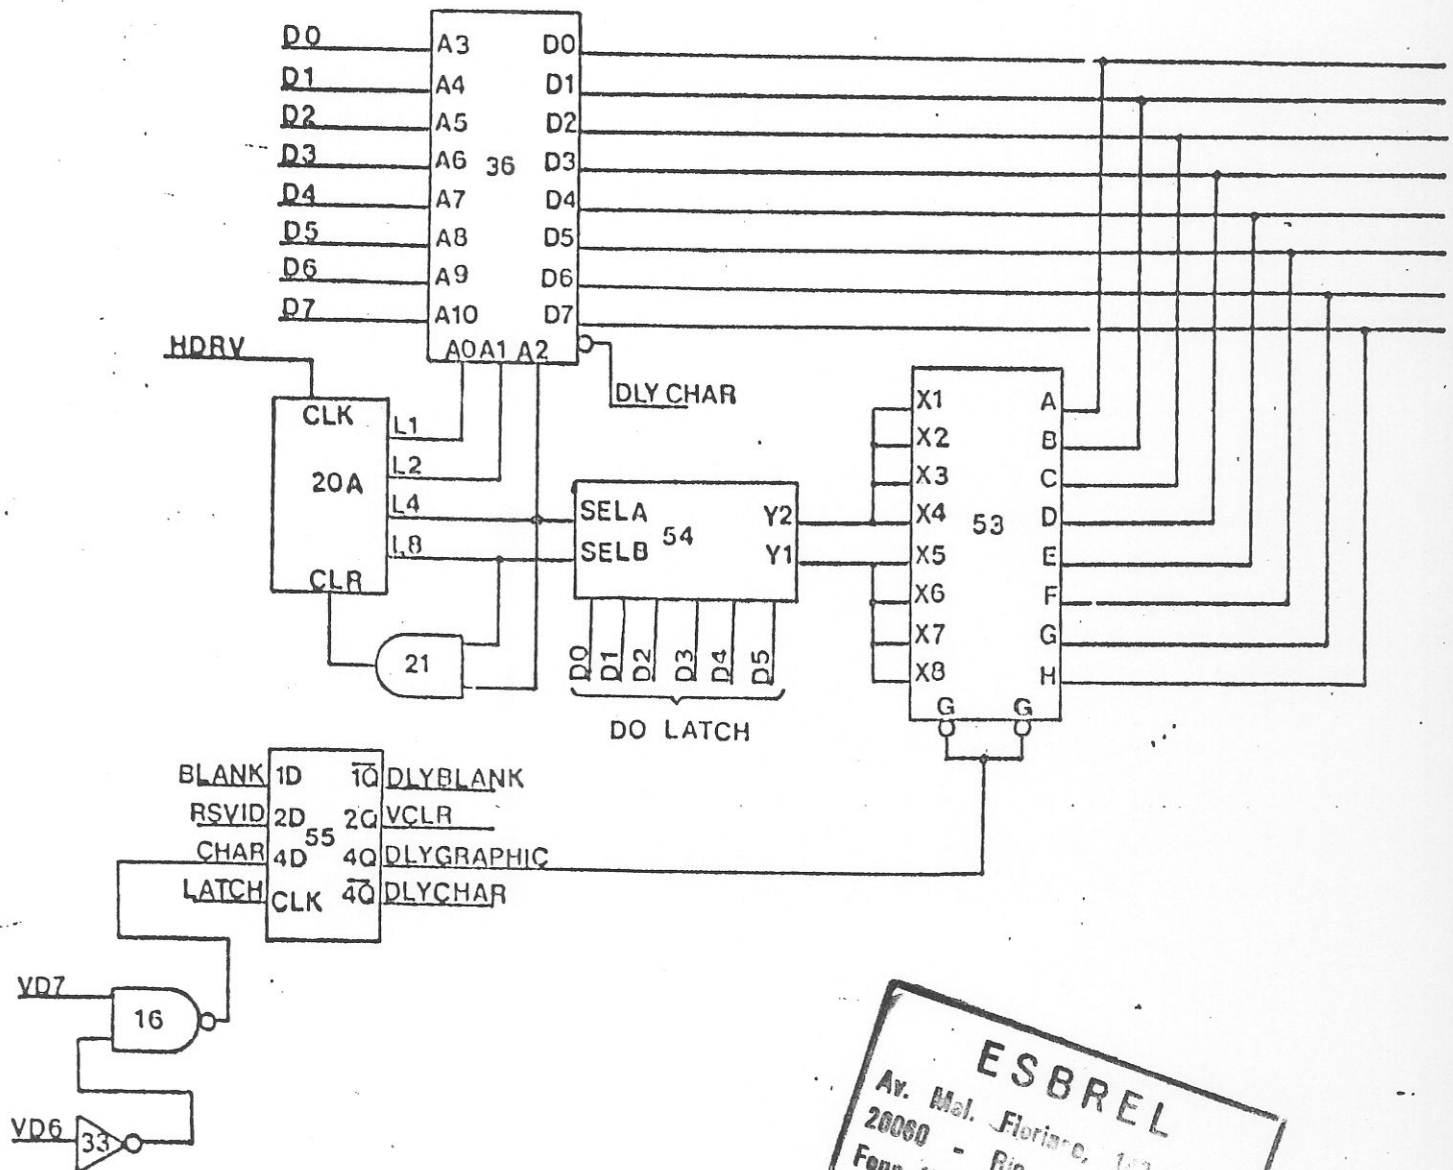 D0 A3 D0
D1 A4 D1
D2 A5 D2
D3 A6 36 D3
D4 A7 D4
D5 A8 D5
D6 A9 D6
D7 A10 D7
HDRV A0 A1 A2
DLY CHAR
CLK
L1
20A L2
L4
L8
CLR
SELA 54 Y2
SELB Y1
D0 D1 D2 D3 D4 D5
DO LATCH
X1 A
X2 B
X3 C
X4 53 D
X5 E
X6 F
X7 G
X8 H
G G
21
BLANK 1D 1Q DLYBLANK
RSVID 2D 55 2Q VCLR
CHAR 4D 4Q DLYGRAPHIC
LATCH CLK 4Q DLYCHAR
VD7
16
VD6 33
ESBREL
Av. Mal. Floriano,
20060 -